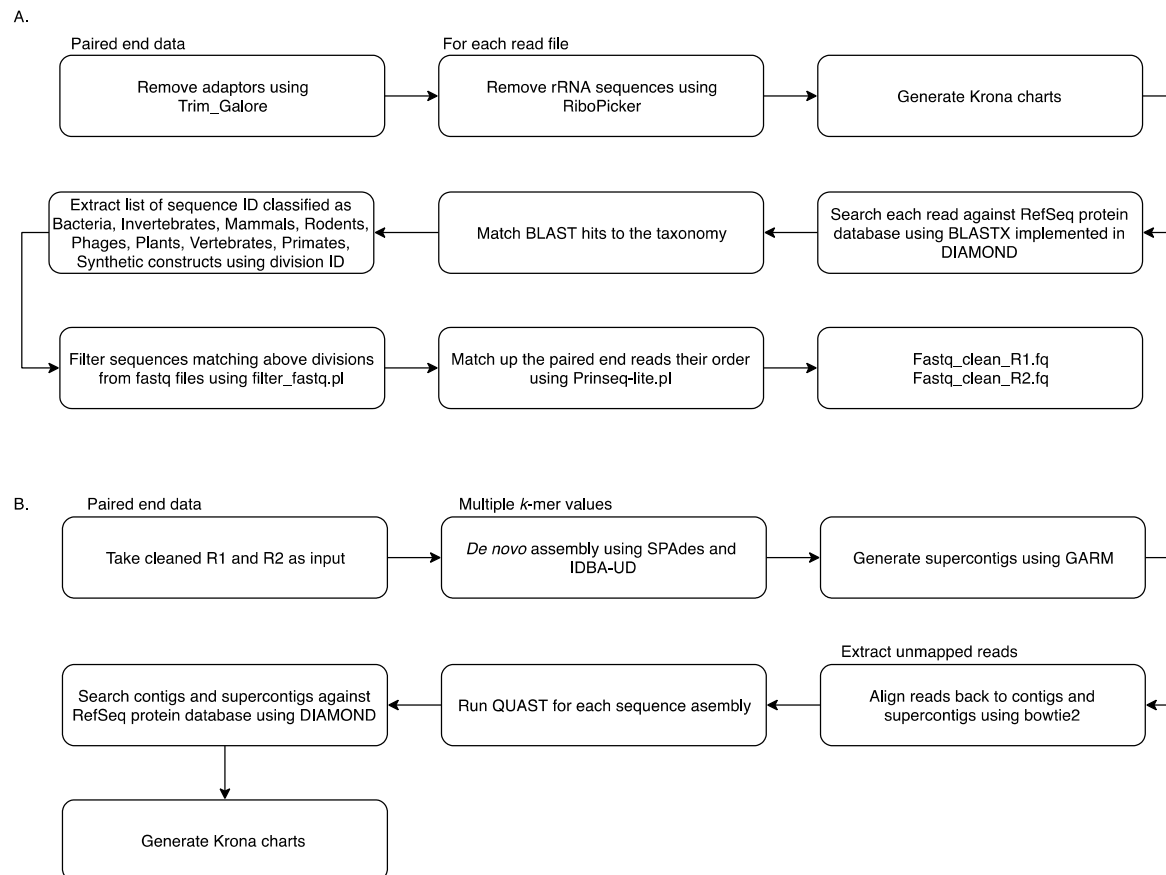 A.
Paired end data
For each read file
Remove adaptors using
Trim_Galore
Remove rRNA sequences using
RiboPicker
Generate Krona charts
Extract list of sequence ID classified as
Bacteria, Invertebrates, Mammals, Rodents,
Phages, Plants, Vertebrates, Primates,
Synthetic constructs using division ID
Match BLAST hits to the taxonomy
Search each read against RefSeq protein
database using BLASTX implemented in
DIAMOND
Filter sequences matching above divisions
from fastq files using filter_fastq.pl
Match up the paired end reads their order
using Prinseq-lite.pl
Fastq_clean_R1.fq
Fastq_clean_R2.fq
B.
Paired end data
Multiple k-mer values
Take cleaned R1 and R2 as input
De novo assembly using SPAdes and
IDBA-UD
Generate supercontigs using GARM
Extract unmapped reads
Search contigs and supercontigs against
RefSeq protein database using DIAMOND
Run QUAST for each sequence asembly
Align reads back to contigs and
supercontigs using bowtie2
Generate Krona charts